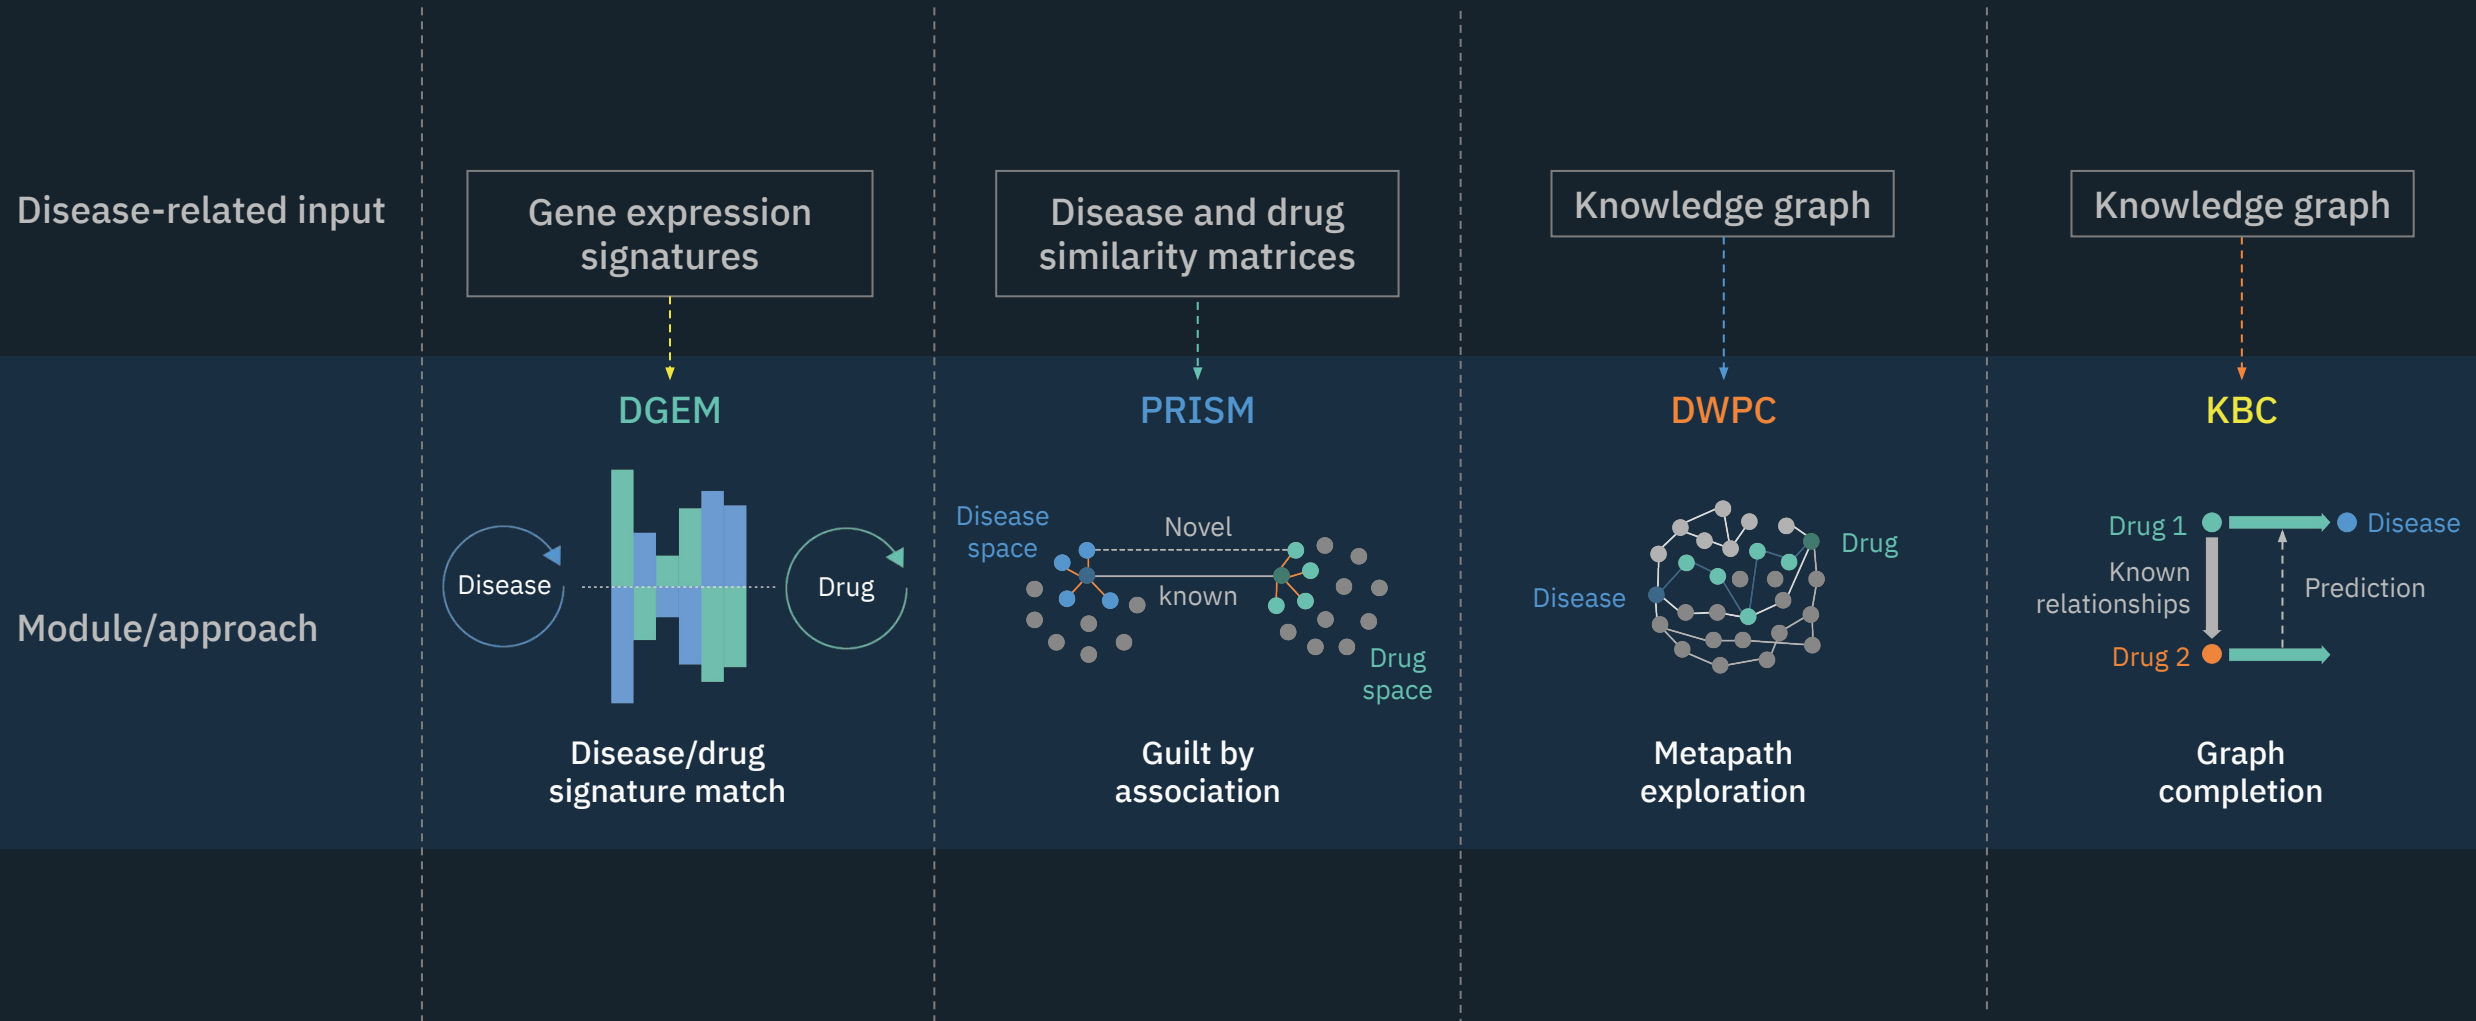 Disease-related input
Gene expression
signatures
Disease and drug
similarity matrices
Knowledge graph
Knowledge graph
Module/approach
DGEM
Disease
Drug
Disease/drug
signature match
PRISM
Disease
space
Novel
known
Drug
space
Guilt by
association
DWPC
Drug
Disease
Metapath
exploration
KBC
Drug 1
Disease
Known
relationships
Prediction
Drug 2
Graph
completion